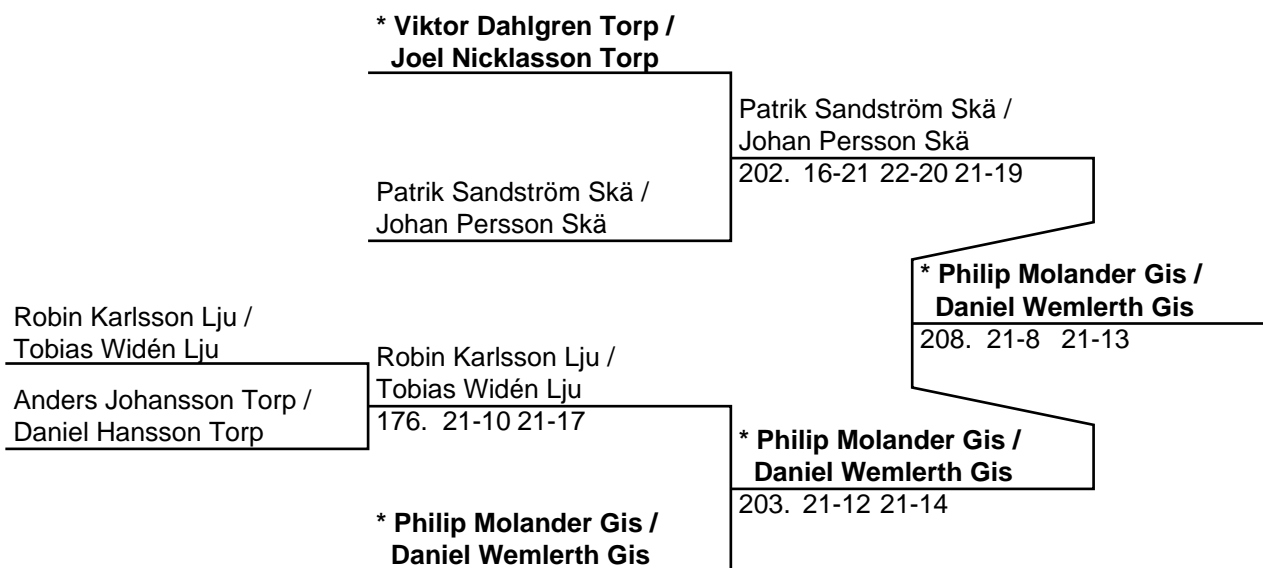 * Viktor Dahlgren Torp /
Joel Nicklasson Torp
Patrik Sandström Skä /
Johan Persson Skä
202. 16-21 22-20 21-19
Patrik Sandström Skä /
Johan Persson Skä
* Philip Molander Gis /
Daniel Wemlerth Gis
208. 21-8 21-13
Robin Karlsson Lju /
Tobias Widén Lju
Anders Johansson Torp /
Daniel Hansson Torp
Robin Karlsson Lju /
Tobias Widén Lju
176. 21-10 21-17
* Philip Molander Gis /
Daniel Wemlerth Gis
203. 21-12 21-14
* Philip Molander Gis /
Daniel Wemlerth Gis